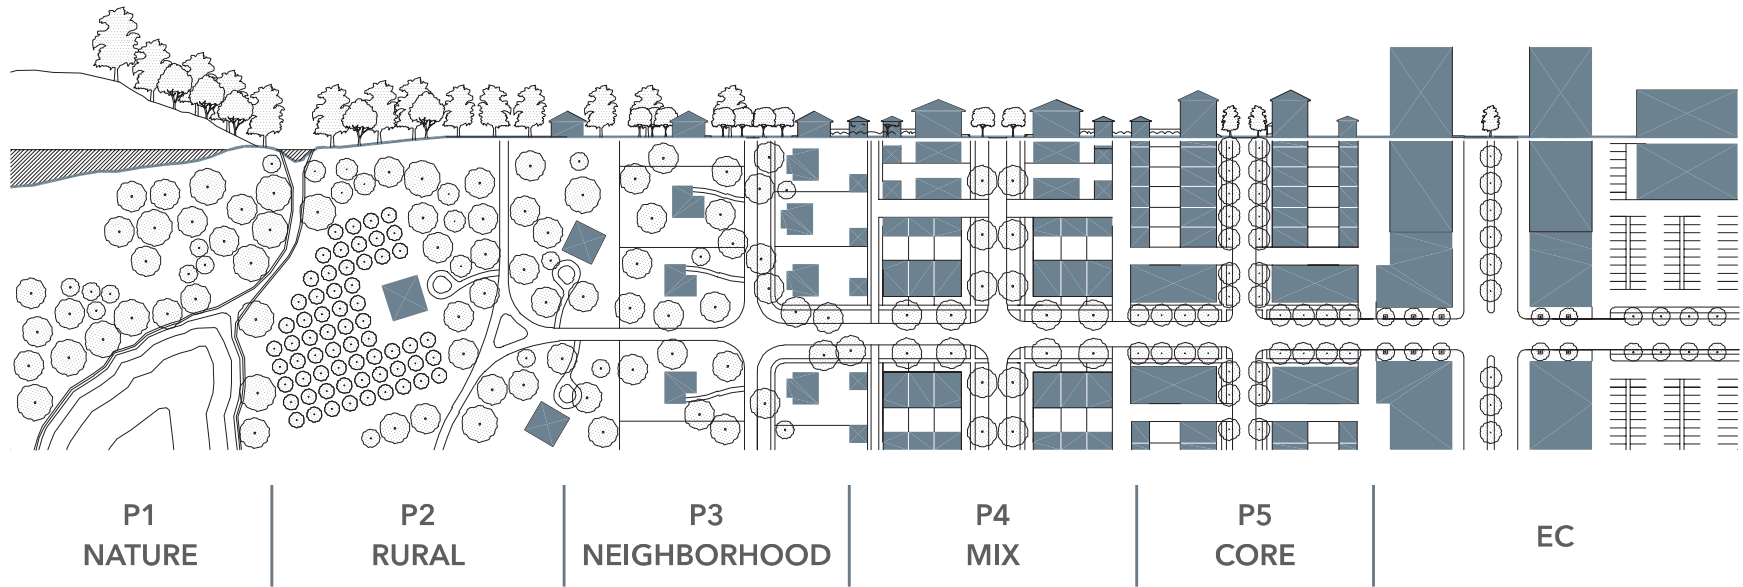 P1
NATURE
P2
RURAL
P3
NEIGHBORHOOD
P4
MIX
P5
CORE
EC